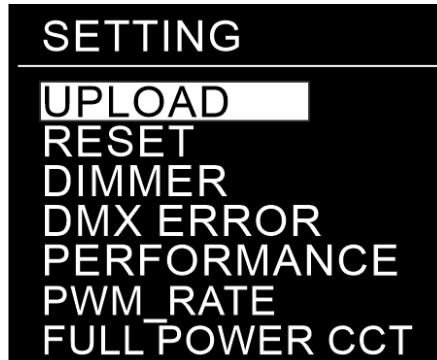 SETTING
UPLOAD
RESET
DIMMER
DMX ERROR
PERFORMANCE
PWM_RATE
FULL POWER CCT